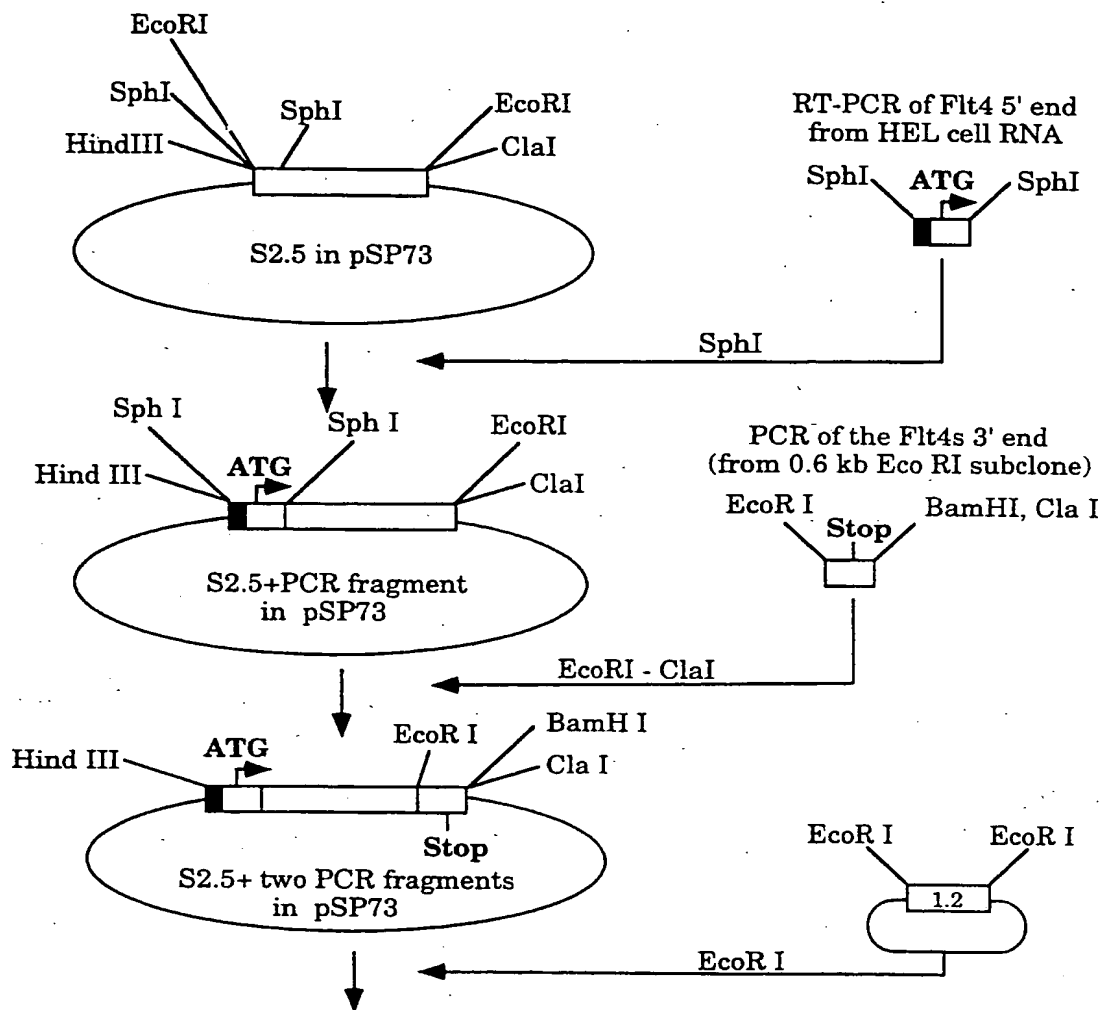 EcoRI
SphI
SphI
EcoRI
HindIII
ClaI
S2.5 in pSP73
RT-PCR of Flt4 5' end
from HEL cell RNA
SphI
ATG
SphI
SphI
Sph I
Sph I
EcoRI
Hind III
ATG
ClaI
S2.5+PCR fragment
in pSP73
PCR of the Flt4s 3' end
(from 0.6 kb Eco RI subclone)
EcoR I
Stop
BamHI, Cla I
EcoRI - ClaI
Hind III
ATG
EcoR I
BamH I
Cla I
Stop
S2.5+ two PCR fragments
in pSP73
EcoR I
EcoR I
1.2
EcoR I